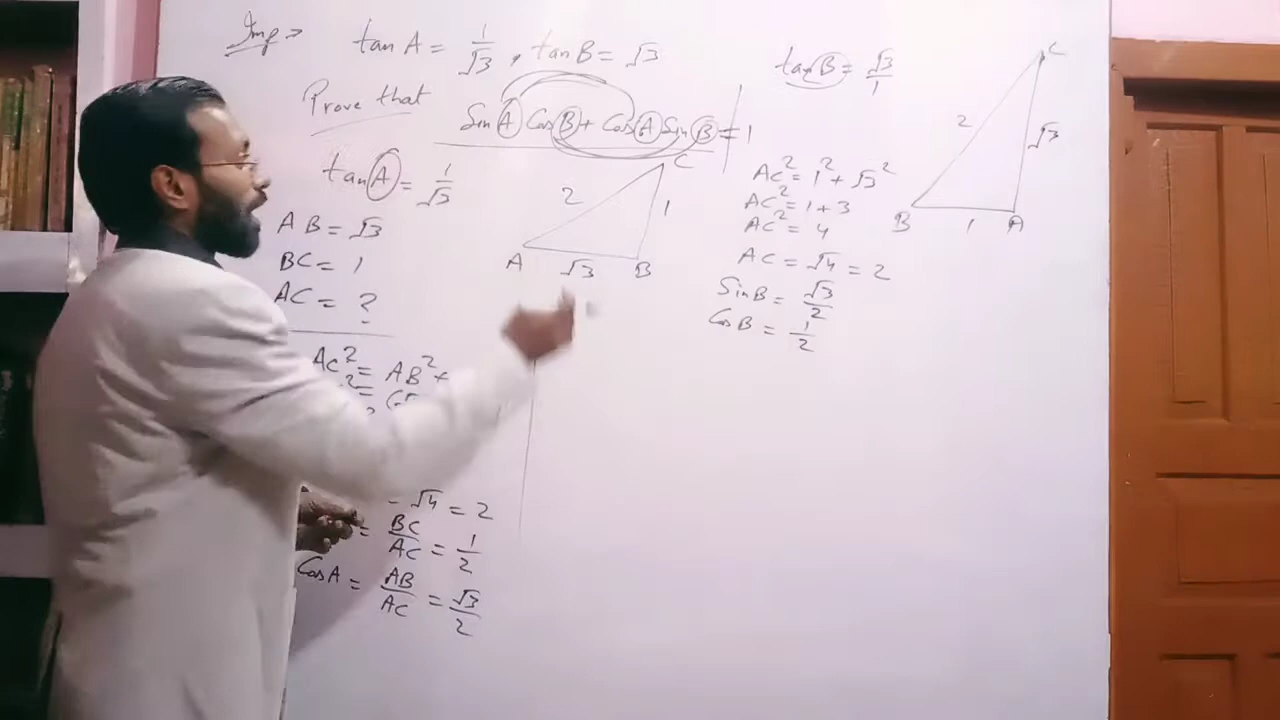 Imp →
tan A = 1/√3, tan B = √3
Prove that
Sin A Cos B + Cos A Sin B = 1
tan A = 1/√3
AB = √3
BC = 1
AC = ?
AC² = AB² +
- √4 = 2
= BC/AC = 1/2
Cos A = AB/AC = √3/2
C
2
1
A
√3
B
tan B = √3/1
AC² = 1² + √3²
AC² = 1 + 3
AC² = 4
AC = √4 = 2
Sin B = √3/2
Cos B = 1/2
C
2
√3
B
1
A